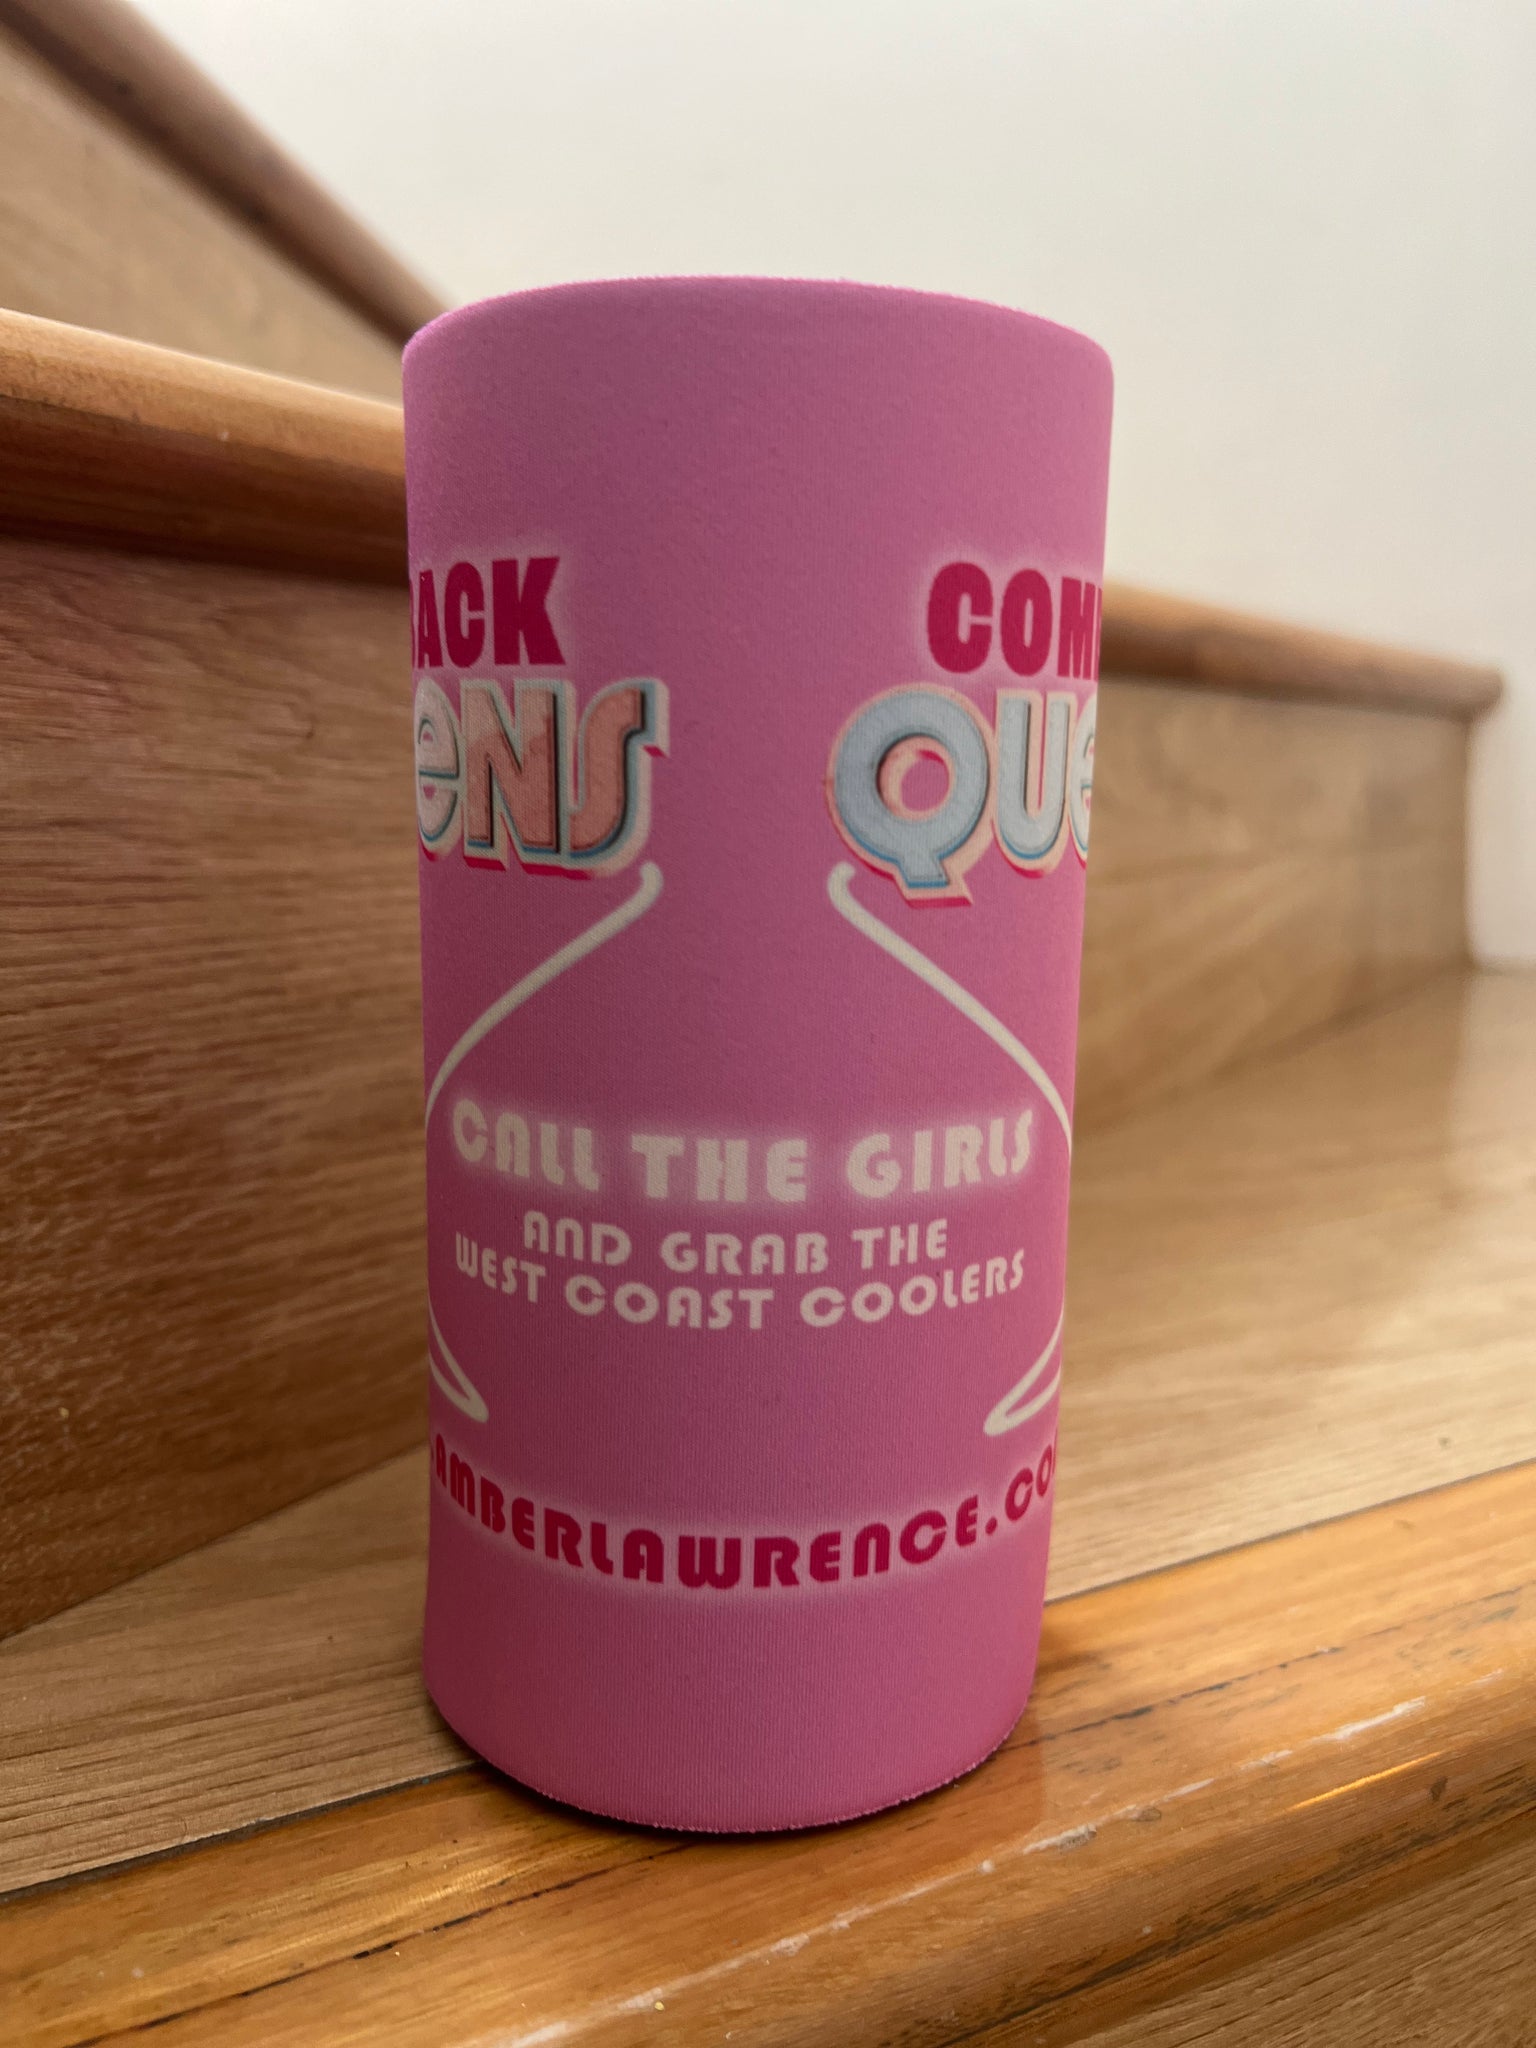 BACK
COM
ENS
QUE
CALL THE GIRLS
AND GRAB THE
WEST COAST COOLERS
.AMBERLAWRENCE.CO